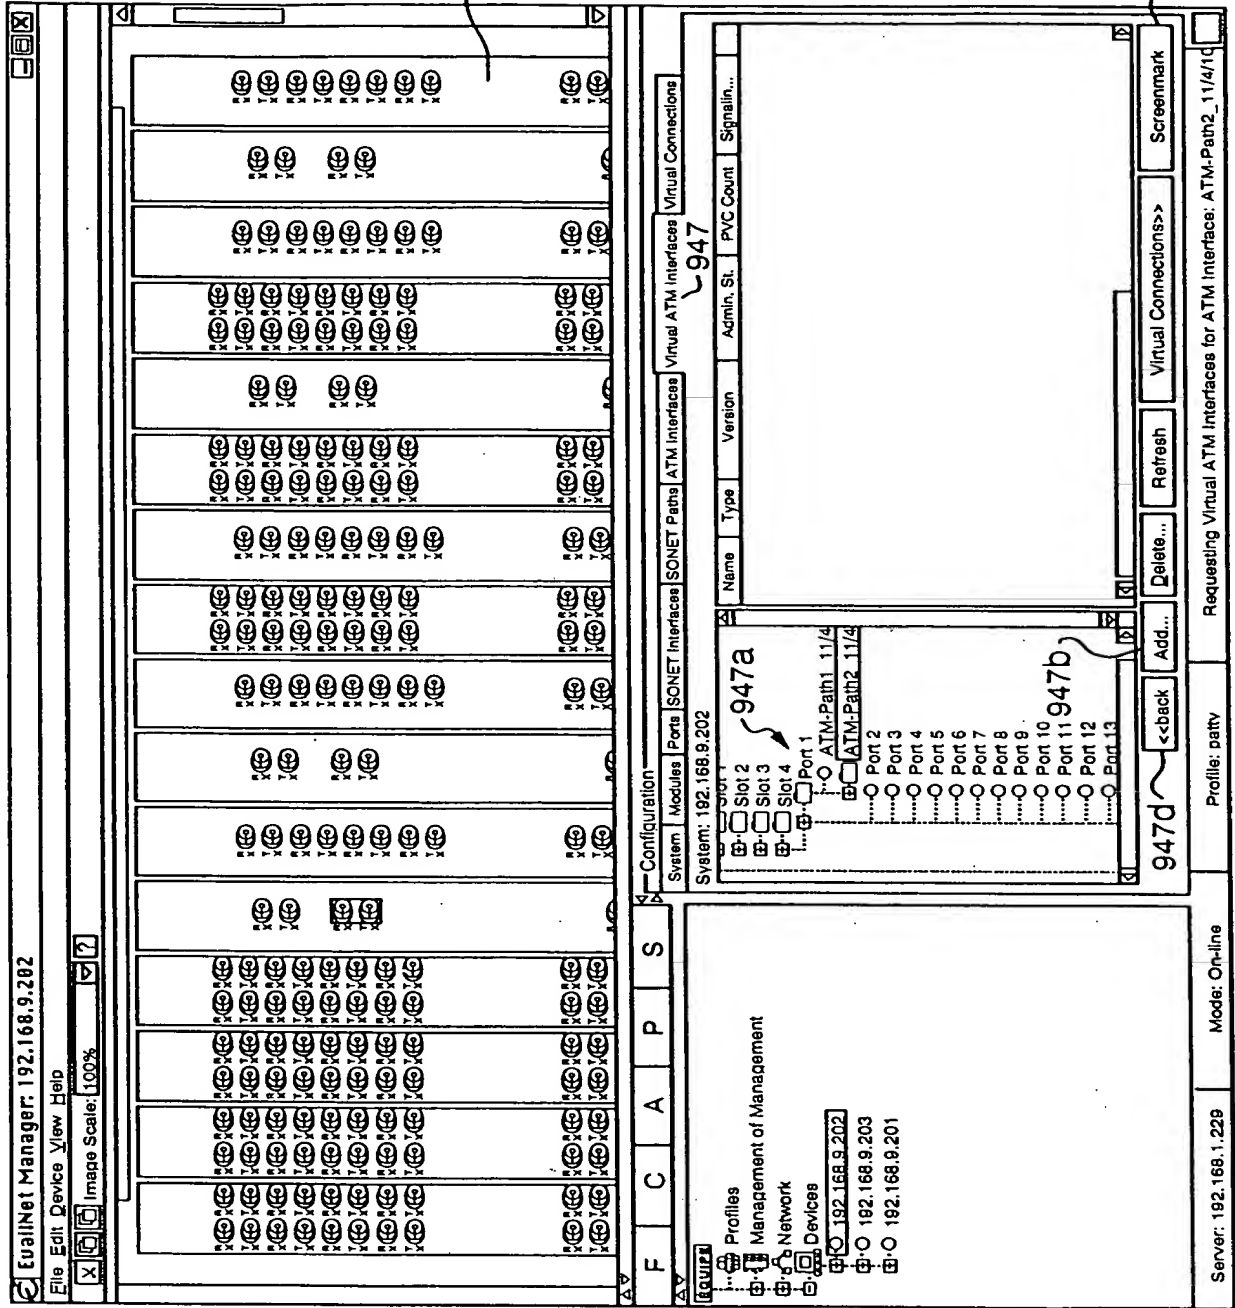 EuallNet Manager: 192.168.9.202
File Edit Device View Help
X Image Scale: 100% ?
F C A P S
EQUIPE
Profiles
Management of Management
Network
Devices
192.168.9.202
192.168.9.203
192.168.9.201
Configuration
System Modules Ports SONET Interfaces SONET Paths ATM Interfaces Virtual ATM Interfaces Virtual Connections
947
System: 192.168.9.202
Slot 1
Slot 2
Slot 3
Slot 4
Port 1
947a
ATM-Path1 11/4
ATM-Path2 11/4
Port 2
Port 3
Port 4
Port 5
Port 6
Port 7
Port 8
Port 9
Port 10
Port 11
Port 12
Port 13
947b
Name Type Version Admin. St. PVC Count Signalin...
947d
<<back Add... Delete... Refresh Virtual Connections>> Screenmark
Server: 192.168.1.229 Mode: On-line Profile: patty Requesting Virtual ATM Interfaces for ATM Interface: ATM-Path2_11/4/1